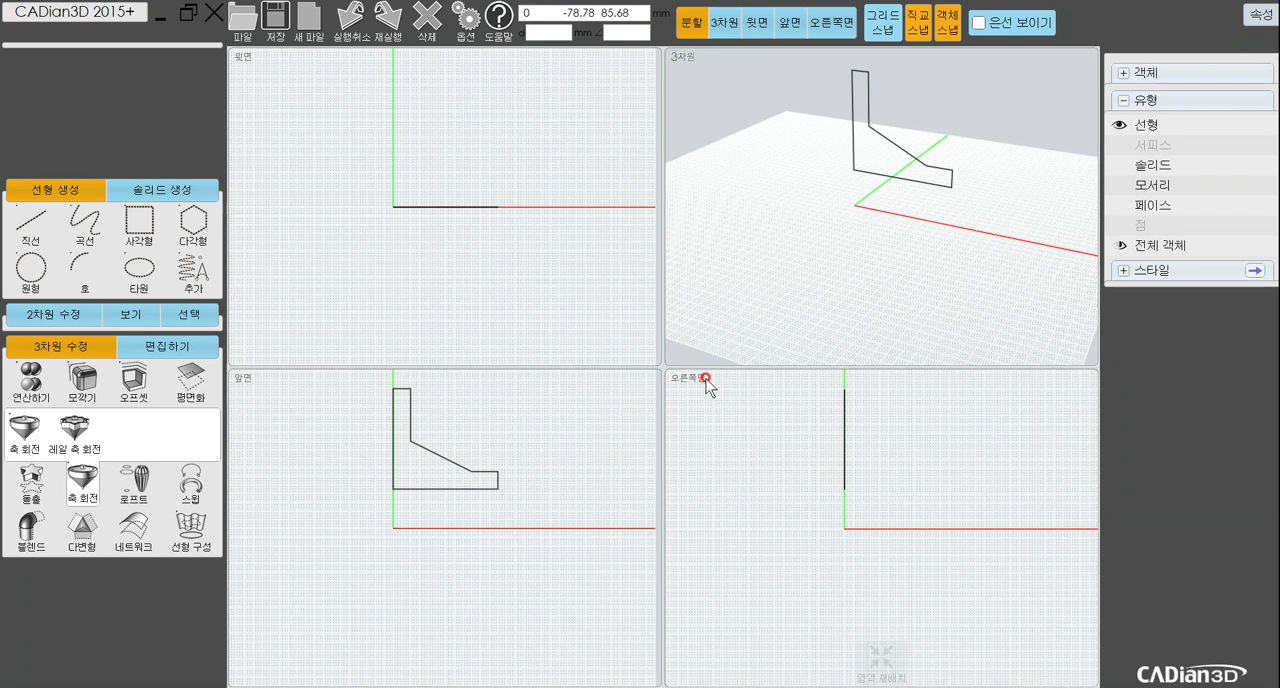 CADian3D 2015+
파일
저장
새 파일
실행취소
재실행
삭제
옵션
도움말
0 -78.78 85.68 mm
d mm ∠
분할
3차원
윗면
앞면
오른쪽면
그리드
스냅
직교
스냅
객체
스냅
은선 보이기
속성
선형 생성
솔리드 생성
직선
곡선
사각형
다각형
원형
호
타원
추가
2차원 수정
보기
선택
3차원 수정
편집하기
연산하기
모깍기
오프셋
평면화
축 회전
레일 축 회전
돌출
축 회전
로프트
스윕
블렌드
다변형
네트워크
선형 구성
윗면
3차원
앞면
오른쪽면
영역 재배치
객체
유형
선형
서피스
솔리드
모서리
페이스
점
전체 객체
스타일
CADian3D